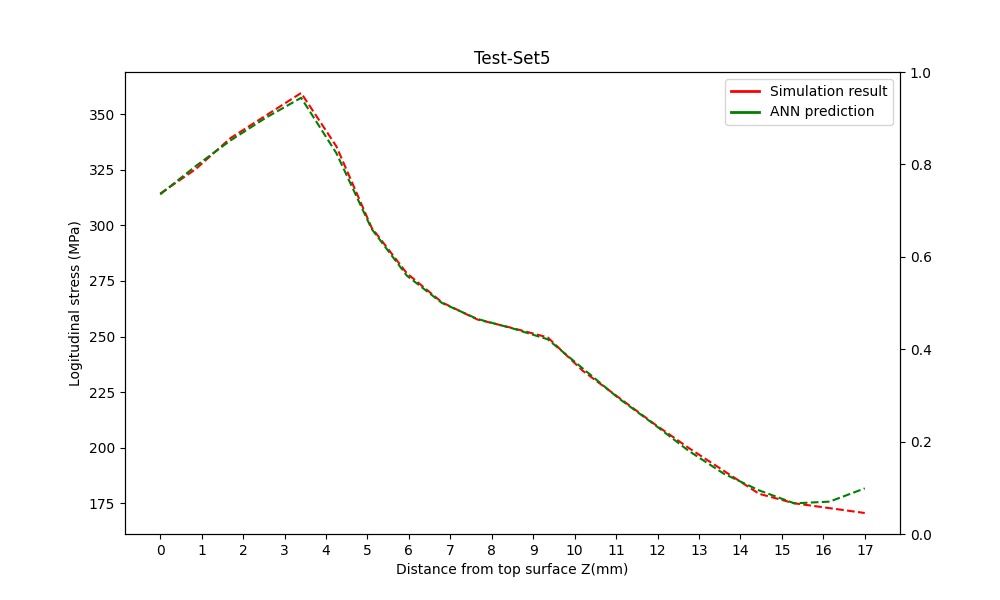 Test-Set5
Simulation result
ANN prediction
Logitudinal stress (MPa)
350
325
300
275
250
225
200
175
1.0
0.8
0.6
0.4
0.2
0.0
0 1 2 3 4 5 6 7 8 9 10 11 12 13 14 15 16 17
Distance from top surface Z(mm)